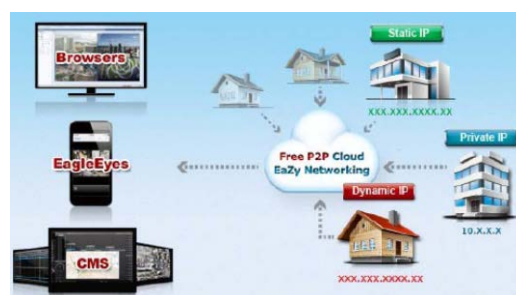 Browsers
Static IP
XXX.XXX.XXXX.XX
EagleEyes
Free P2P Cloud
EaZy Networking
Private IP
10.X.X.X
Dynamic IP
CMS
XXX.XXX.XXXX.XX